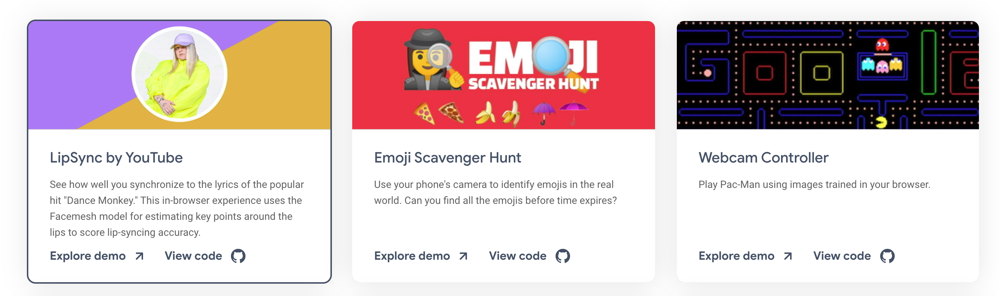 EMOJI
SCAVENGER HUNT
LipSync by YouTube
See how well you synchronize to the lyrics of the popular
hit "Dance Monkey." This in-browser experience uses the
Facemesh model for estimating key points around the
lips to score lip-syncing accuracy.
Explore demo
View code
Emoji Scavenger Hunt
Use your phone's camera to identify emojis in the real
world. Can you find all the emojis before time expires?
Explore demo
View code
Webcam Controller
Play Pac-Man using images trained in your browser.
Explore demo
View code